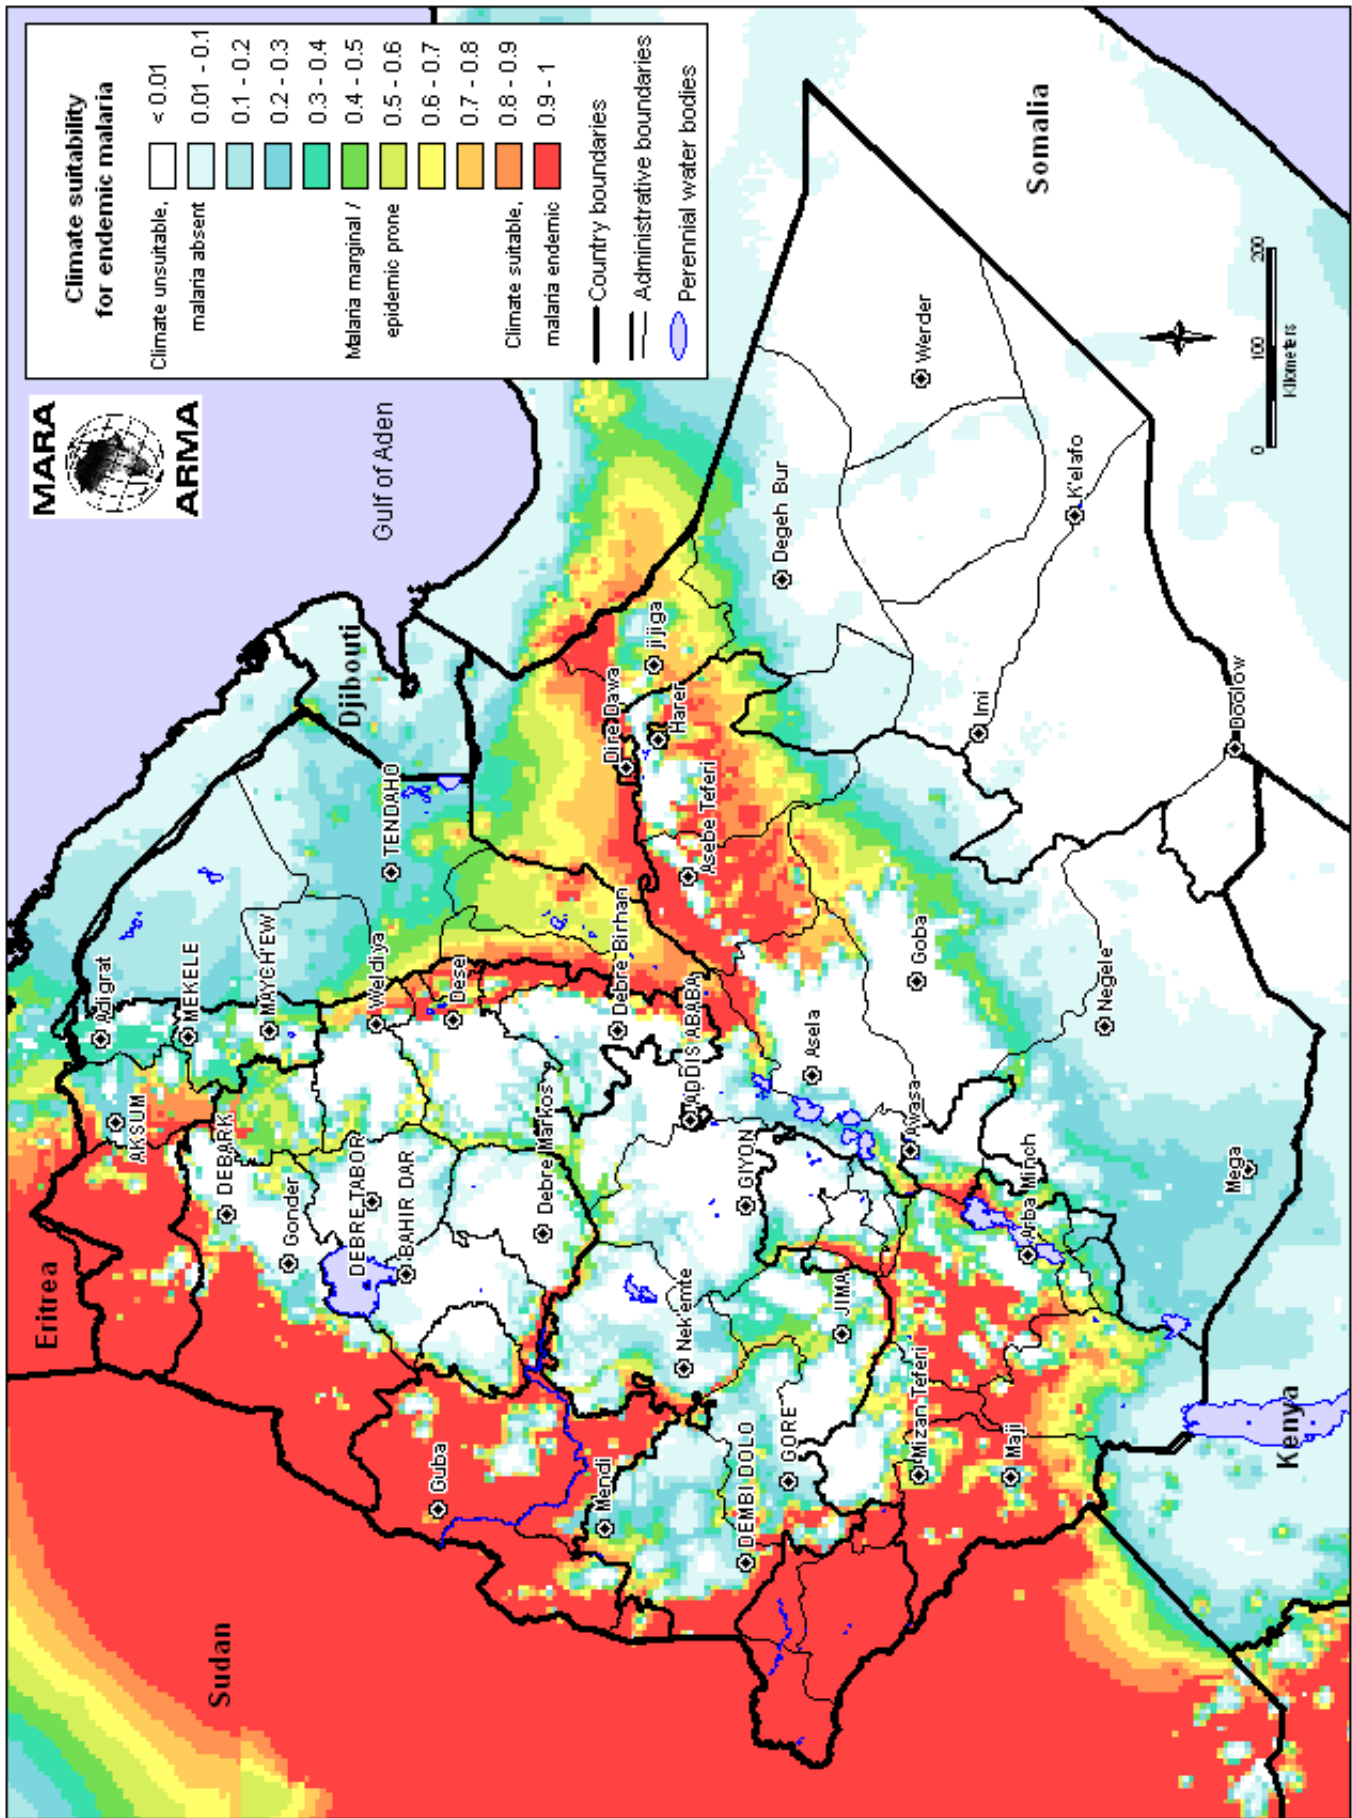 MARA
ARMA
Climate suitability
for endemic malaria
Climate unsuitable,
malaria absent
Malaria marginal /
epidemic prone
Climate suitable,
malaria endemic
< 0.01
0.01 - 0.1
0.1 - 0.2
0.2 - 0.3
0.3 - 0.4
0.4 - 0.5
0.5 - 0.6
0.6 - 0.7
0.7 - 0.8
0.8 - 0.9
0.9 - 1
Country boundaries
Administrative boundaries
Perennial water bodies
Gulf of Aden
Eritrea
Sudan
Djibouti
Somalia
Kenya
Adigrat
AKSUM
MEKELE
DEBARK
MAYCHEW
Gonder
DEBRE TABOR
Weldiya
TENDAHO
BAHIR DAR
Guba
Desei
Debre Markos
Mendi
Debre Birhan
Dire Dawa
Jijiga
Harer
Nek'emte
ADDIS ABABA
Asebe Teferi
DEMBI DOLO
GIYON
GORE
Degeh Bur
Asela
JIMA
Mizan Teferi
Awasa
Goba
Werder
Imi
Maji
Arba Minch
K'elafo
Negele
Mega
Doolow
0
100
200
Kilometers